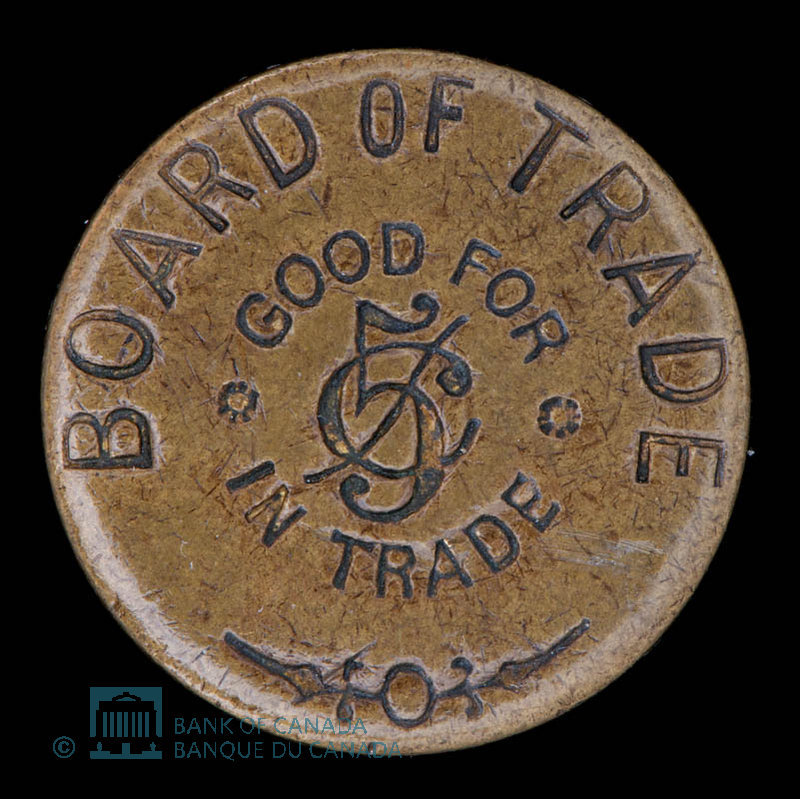 BOARD OF TRADE
GOOD FOR
5¢
IN TRADE
© BANK OF CANADA
BANQUE DU CANADA